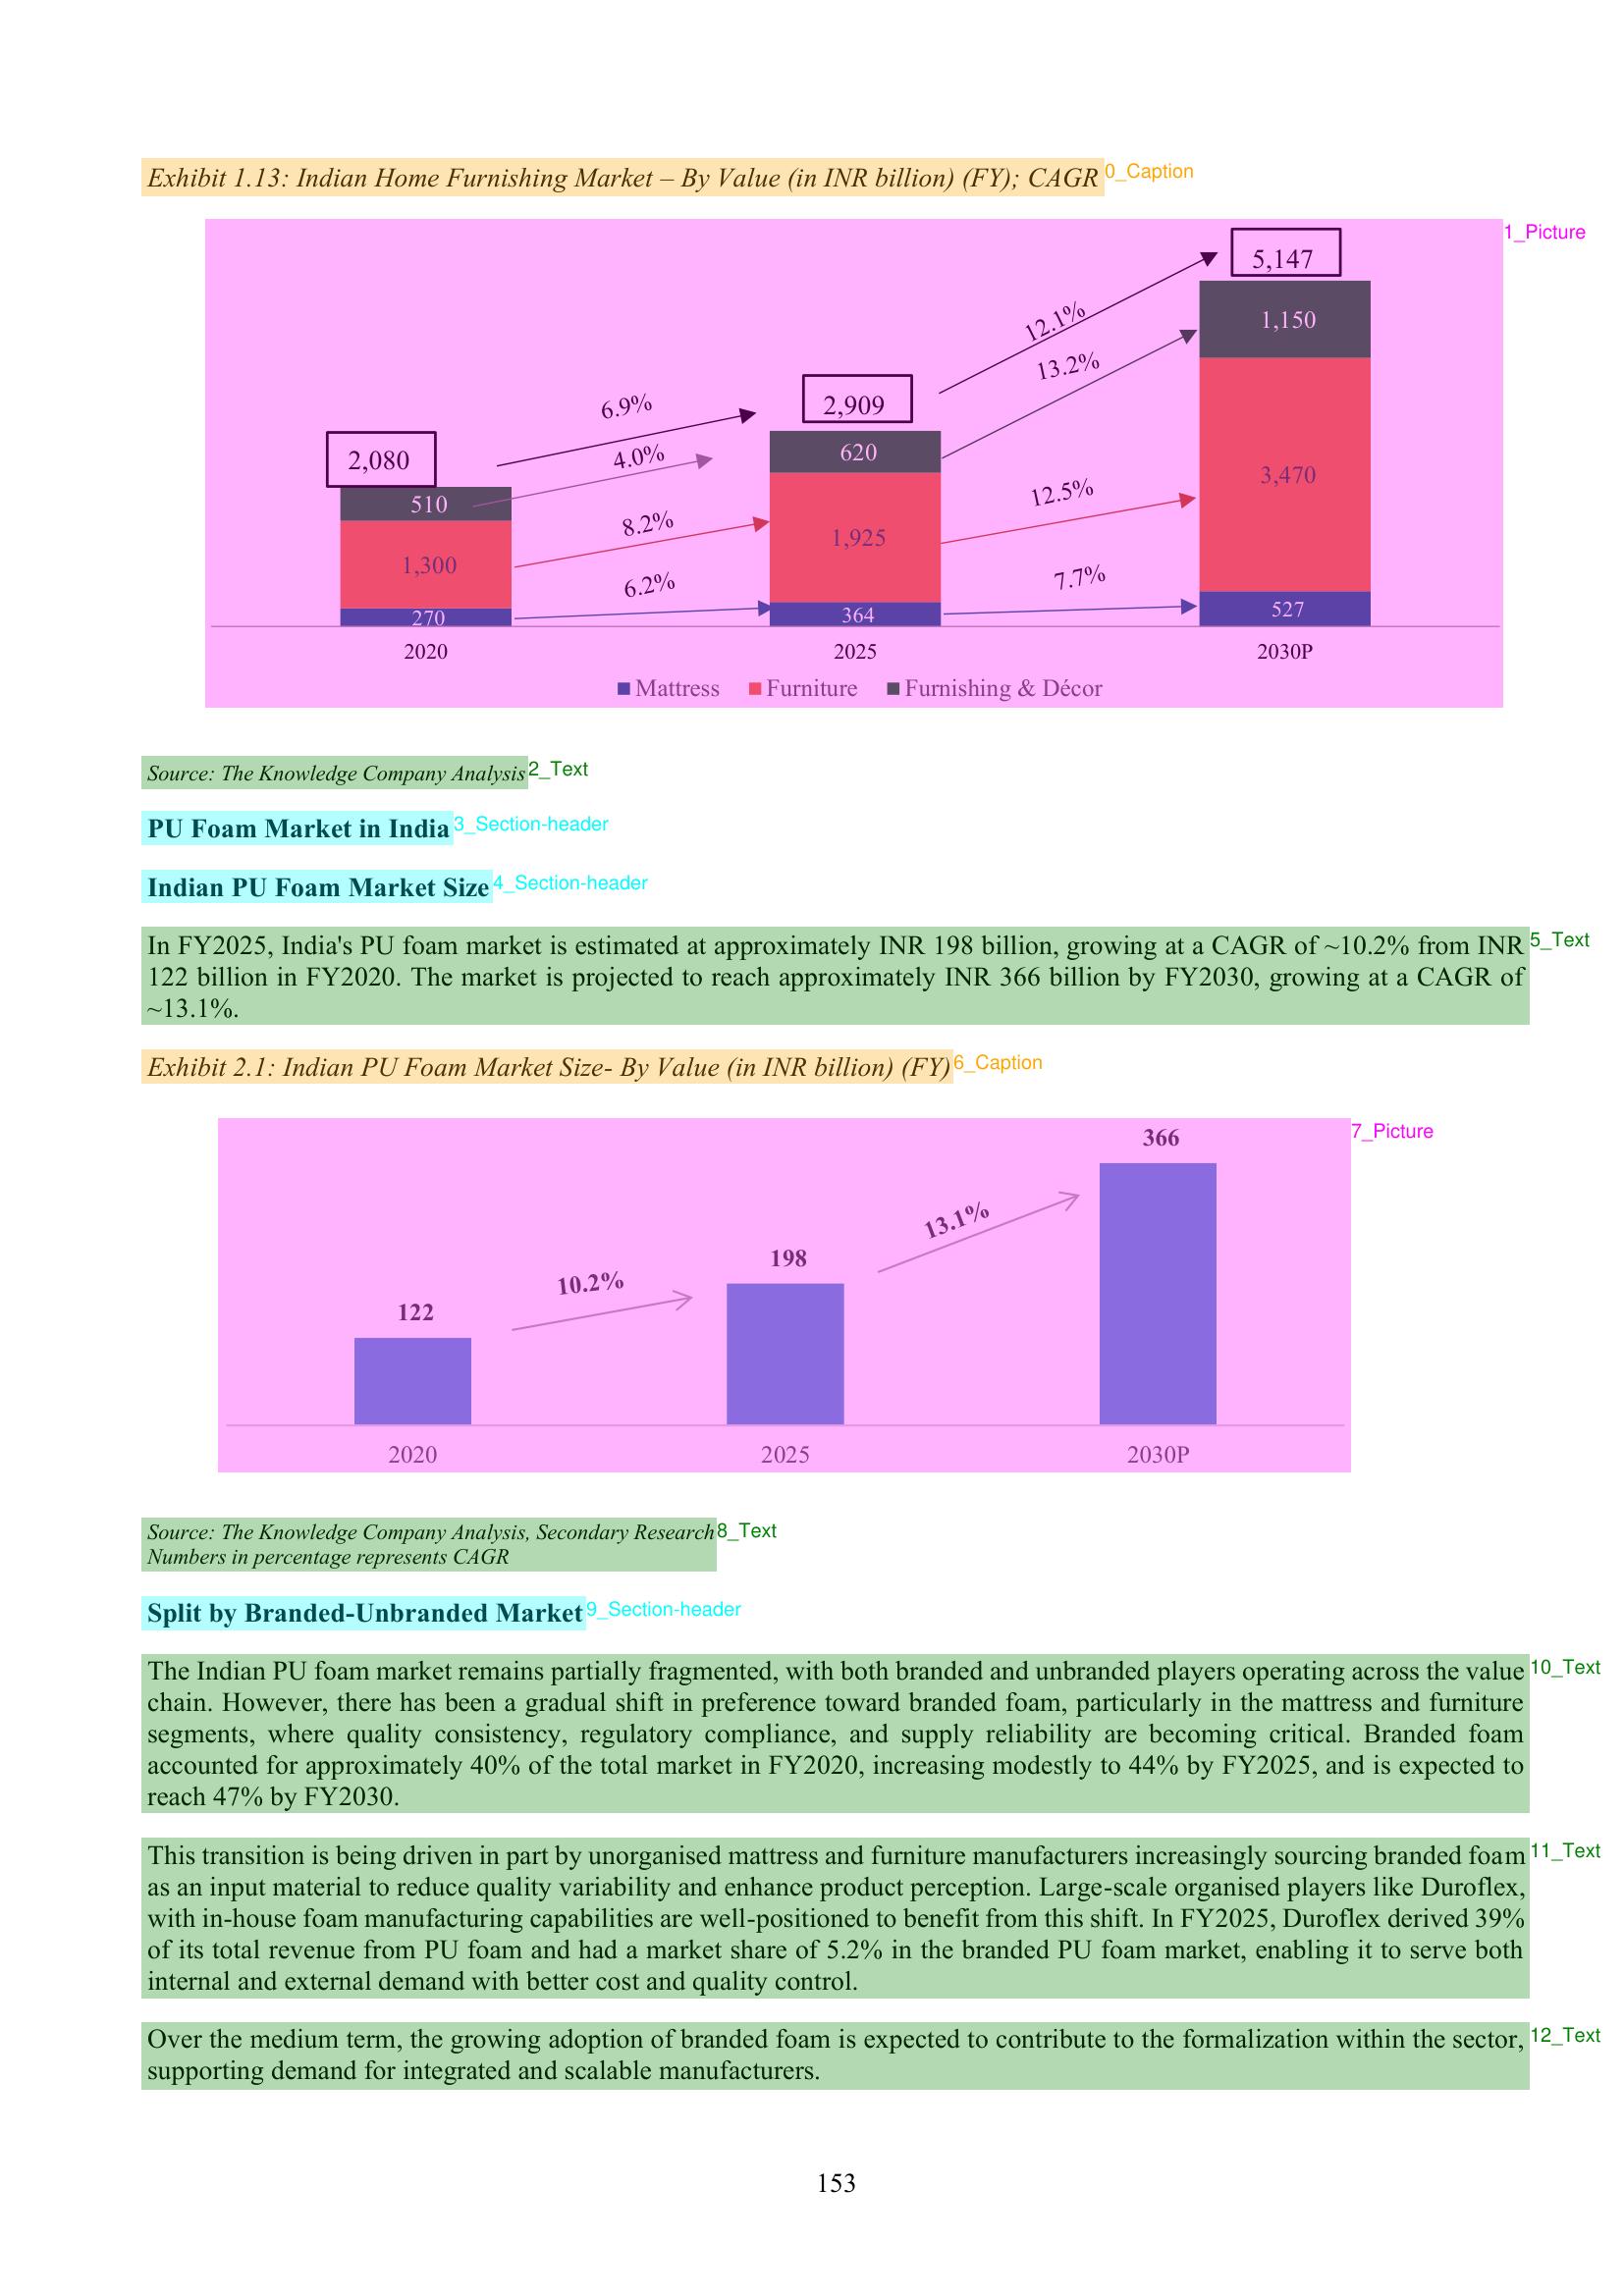 Exhibit 1.13: Indian Home Furnishing Market – By Value (in INR billion) (FY); CAGR
0_Caption
1_Picture
5,147
1,150
12.1%
13.2%
2,909
6.9%
4.0%
620
2,080
510
3,470
12.5%
8.2%
1,925
1,300
6.2%
7.7%
270
364
527
2020
2025
2030P
Mattress
Furniture
Furnishing & Décor
Source: The Knowledge Company Analysis
2_Text
PU Foam Market in India
3_Section-header
Indian PU Foam Market Size
4_Section-header
In FY2025, India's PU foam market is estimated at approximately INR 198 billion, growing at a CAGR of ~10.2% from INR
5_Text
122 billion in FY2020. The market is projected to reach approximately INR 366 billion by FY2030, growing at a CAGR of
~13.1%.
Exhibit 2.1: Indian PU Foam Market Size- By Value (in INR billion) (FY)
6_Caption
7_Picture
366
13.1%
198
10.2%
122
2020
2025
2030P
Source: The Knowledge Company Analysis, Secondary Research
8_Text
Numbers in percentage represents CAGR
Split by Branded-Unbranded Market
9_Section-header
The Indian PU foam market remains partially fragmented, with both branded and unbranded players operating across the value
10_Text
chain. However, there has been a gradual shift in preference toward branded foam, particularly in the mattress and furniture
segments, where quality consistency, regulatory compliance, and supply reliability are becoming critical. Branded foam
accounted for approximately 40% of the total market in FY2020, increasing modestly to 44% by FY2025, and is expected to
reach 47% by FY2030.
This transition is being driven in part by unorganised mattress and furniture manufacturers increasingly sourcing branded foam
11_Text
as an input material to reduce quality variability and enhance product perception. Large-scale organised players like Duroflex,
with in-house foam manufacturing capabilities are well-positioned to benefit from this shift. In FY2025, Duroflex derived 39%
of its total revenue from PU foam and had a market share of 5.2% in the branded PU foam market, enabling it to serve both
internal and external demand with better cost and quality control.
Over the medium term, the growing adoption of branded foam is expected to contribute to the formalization within the sector,
12_Text
supporting demand for integrated and scalable manufacturers.
153